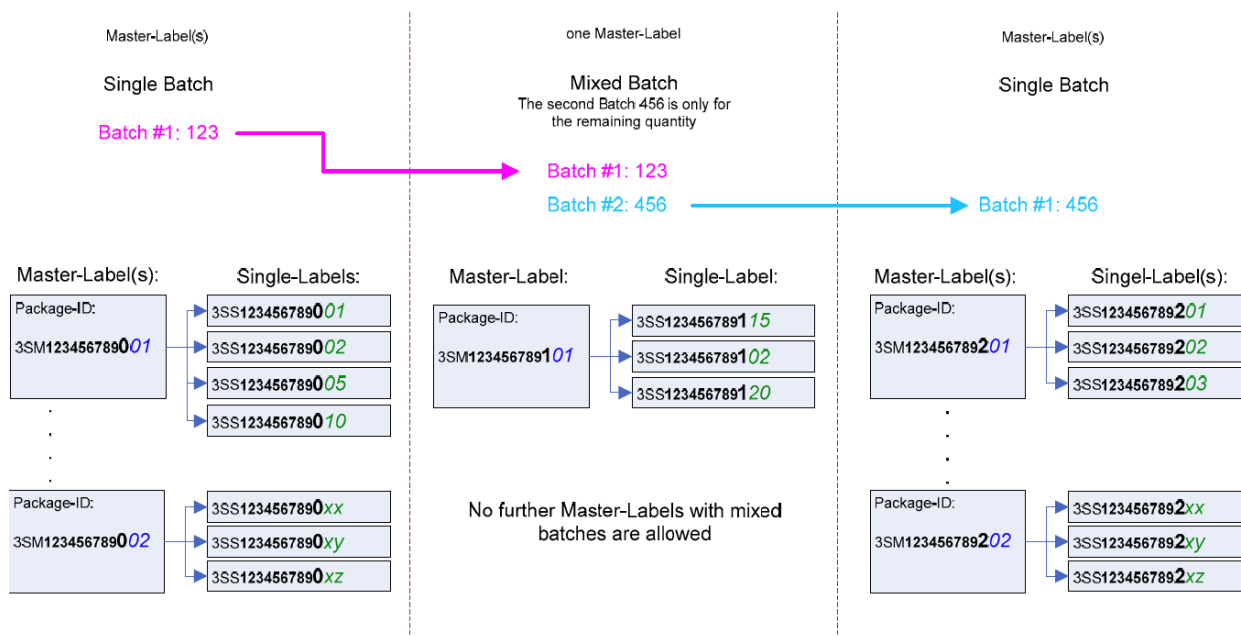 Master-Label(s)
Single Batch
Batch #1: 123
Master-Label(s):
Single-Labels:
Package-ID:
3SM123456789001
3SS123456789001
3SS123456789002
3SS123456789005
3SS123456789010
Package-ID:
3SM123456789002
3SS1234567890xx
3SS1234567890xy
3SS1234567890xz
one Master-Label
Mixed Batch
The second Batch 456 is only for
the remaining quantity
Batch #1: 123
Batch #2: 456
Master-Label:
Single-Label:
Package-ID:
3SM123456789101
3SS123456789115
3SS123456789102
3SS123456789120
No further Master-Labels with mixed
batches are allowed
Master-Label(s)
Single Batch
Batch #1: 456
Master-Label(s):
Singel-Label(s):
Package-ID:
3SM123456789201
3SS123456789201
3SS123456789202
3SS123456789203
Package-ID:
3SM123456789202
3SS1234567892xx
3SS1234567892xy
3SS1234567892xz